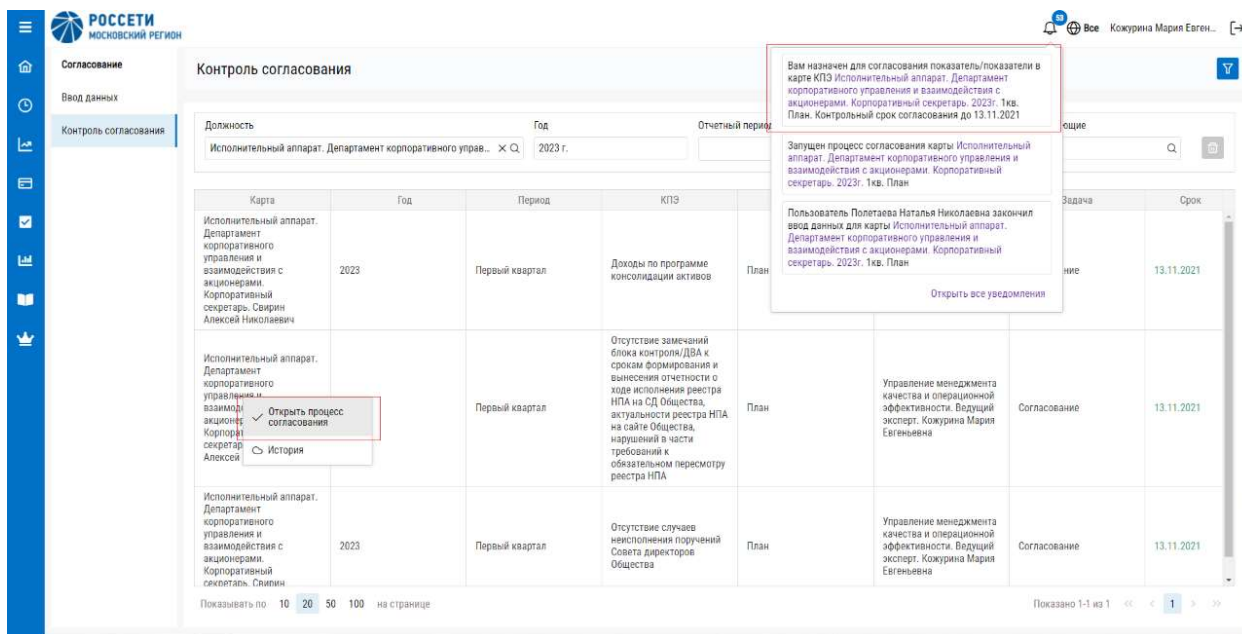 РОССЕТИ
МОСКОВСКИЙ РЕГИОН
53
Все
Кожурина Мария Евген...
Согласование
Ввод данных
Контроль согласования
Контроль согласования
Вам назначен для согласования показатель/показатели в
карте КПЭ Исполнительный аппарат. Департамент
корпоративного управления и взаимодействия с
акционерами. Корпоративный секретарь. 2023г. 1кв.
План. Контрольный срок согласования до 13.11.2021
Запущен процесс согласования карты Исполнительный
аппарат. Департамент корпоративного управления и
взаимодействия с акционерами. Корпоративный
секретарь. 2023г. 1кв. План
Пользователь Полетаева Наталья Николаевна закончил
ввод данных для карты Исполнительный аппарат.
Департамент корпоративного управления и
взаимодействия с акционерами. Корпоративный
секретарь. 2023г. 1кв. План
Открыть все уведомления
Должность
Год
Отчетный период
ющие
Исполнительный аппарат. Департамент корпоративного управ...
2023 г.
Карта
Год
Период
КПЭ
Задача
Срок
Исполнительный аппарат.
Департамент
корпоративного
управления и
взаимодействия с
акционерами.
Корпоративный
секретарь. Свирин
Алексей Николаевич
2023
Первый квартал
Доходы по программе
консолидации активов
План
ние
13.11.2021
Исполнительный аппарат.
Департамент
корпоративного
управления и
взаимод
акционер
Корпорат
секретар
Алексей
Открыть процесс
согласования
История
Первый квартал
Отсутствие замечаний
блока контроля/ДВА к
срокам формирования и
вынесения отчетности о
ходе исполнения реестра
НПА на СД Общества,
актуальности реестра НПА
на сайте Общества,
нарушений в части
требований к
обязательном пересмотру
реестра НПА
План
Управление менеджмента
качества и операционной
эффективности. Ведущий
эксперт. Кожурина Мария
Евгеньевна
Согласование
13.11.2021
Исполнительный аппарат.
Департамент
корпоративного
управления и
взаимодействия с
акционерами.
Корпоративный
секретарь. Свирин
2023
Первый квартал
Отсутствие случаев
неисполнения поручений
Совета директоров
Общества
План
Управление менеджмента
качества и операционной
эффективности. Ведущий
эксперт. Кожурина Мария
Евгеньевна
Согласование
13.11.2021
Показывать по 10 20 50 100 на странице
Показано 1-1 из 1 << < 1 > >>